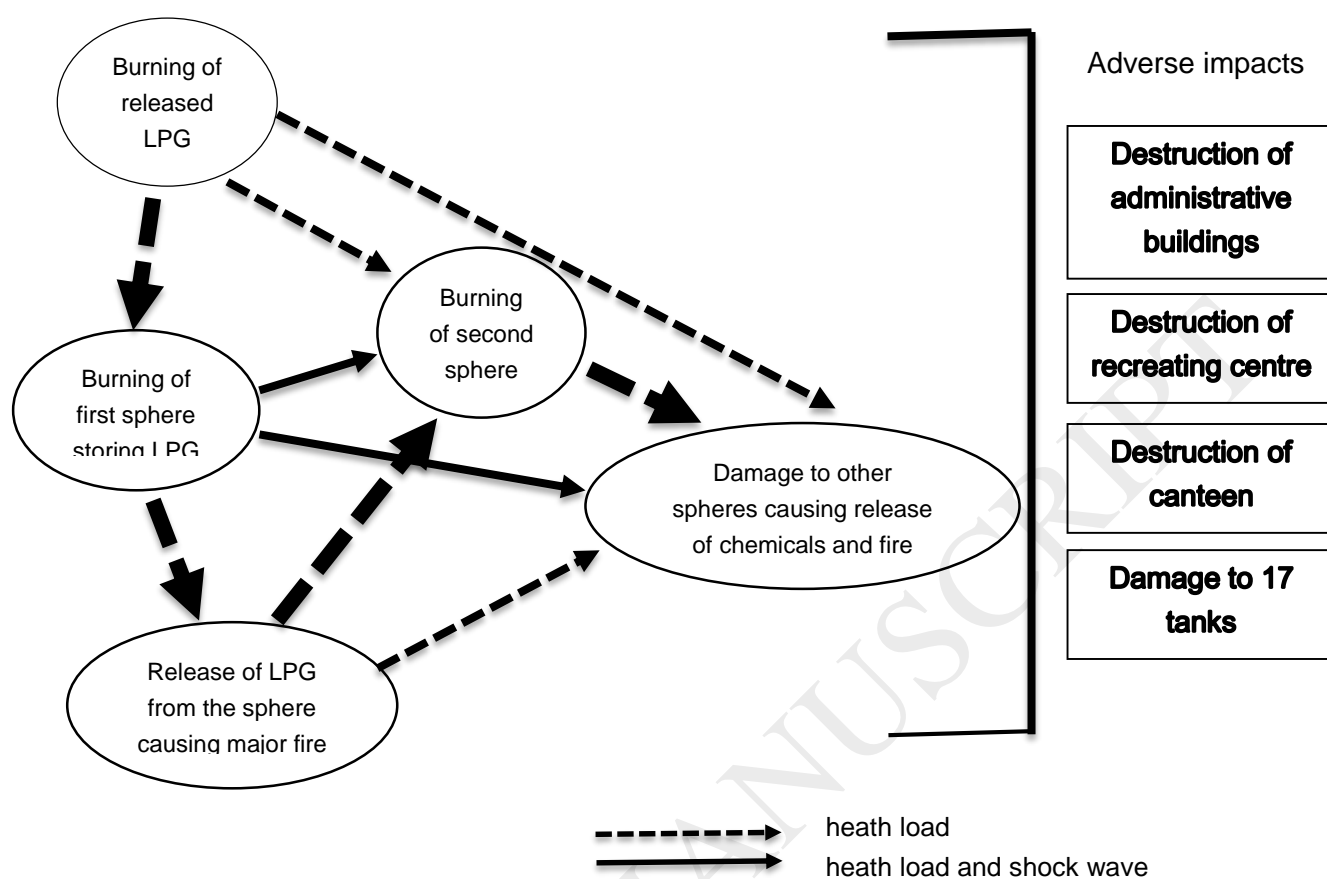 Burning of
released
LPG
Burning
of second
sphere
Burning of
first sphere
storing LPG
Damage to other
spheres causing release
of chemicals and fire
Release of LPG
from the sphere
causing major fire
Adverse impacts
Destruction of
administrative
buildings
Destruction of
recreating centre
Destruction of
canteen
Damage to 17
tanks
heath load
heath load and shock wave
ANUSCRIPT